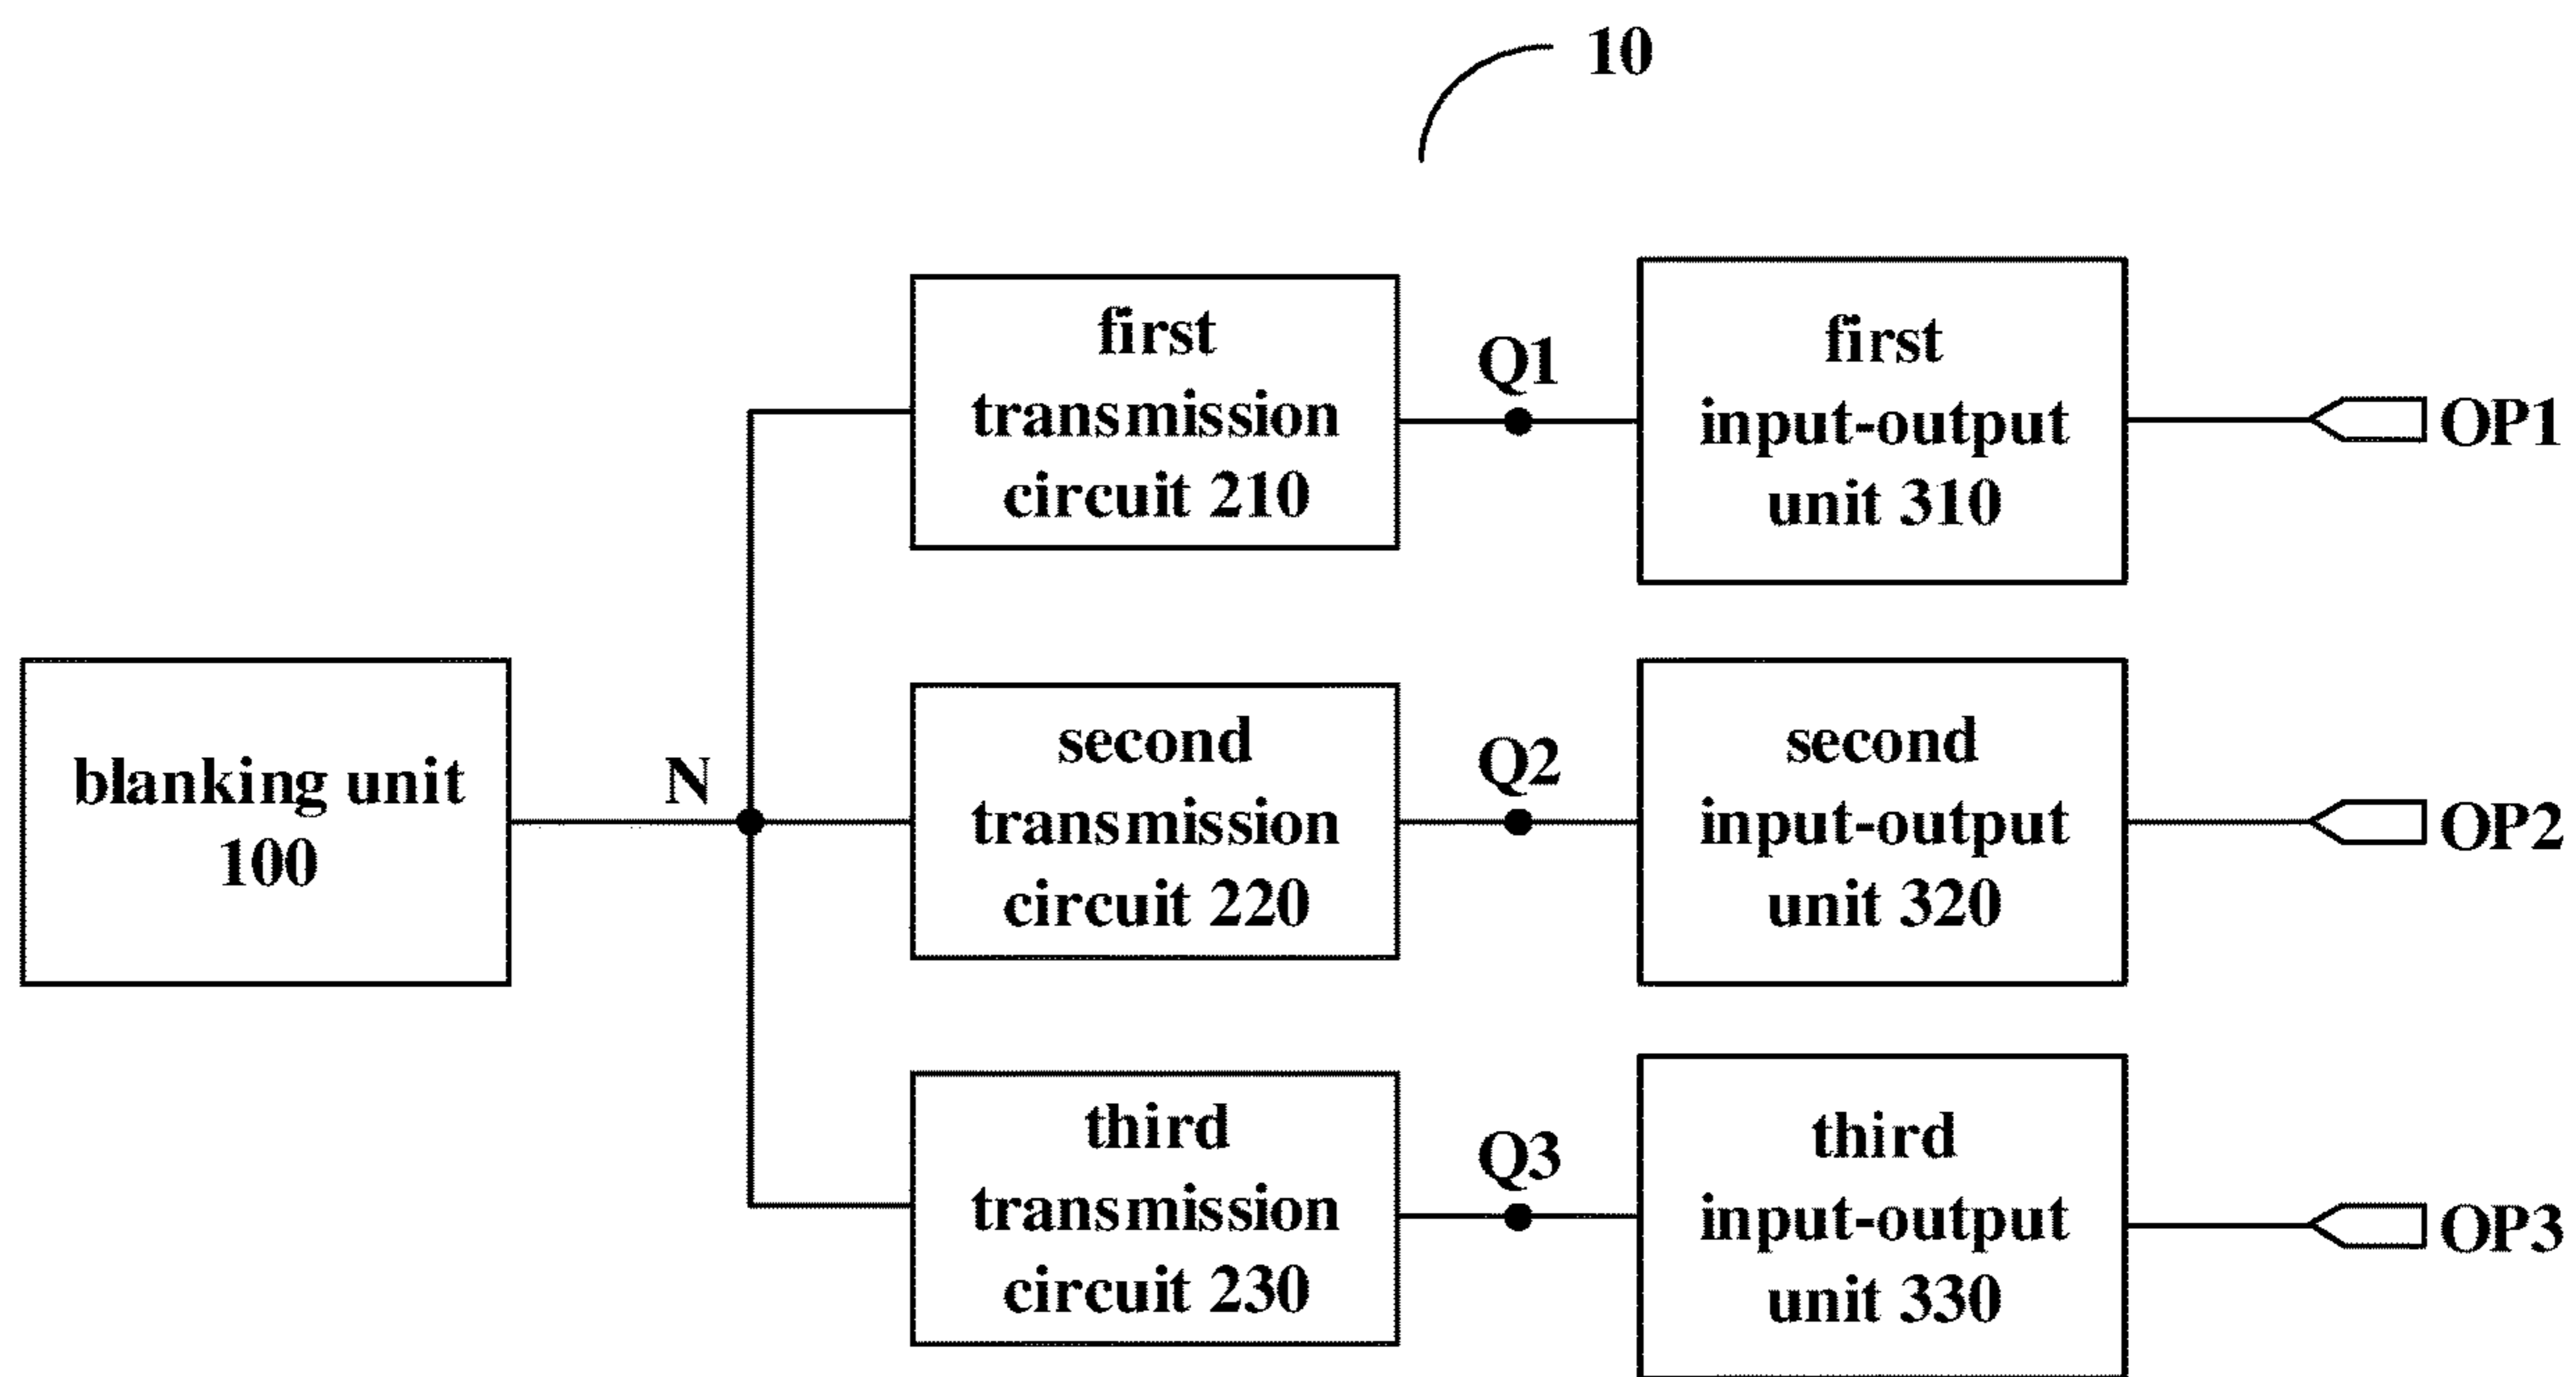 10
first
transmission
circuit 210
Q1
first
input-output
unit 310
OP1
blanking unit
100
N
second
transmission
circuit 220
Q2
second
input-output
unit 320
OP2
third
transmission
circuit 230
Q3
third
input-output
unit 330
OP3